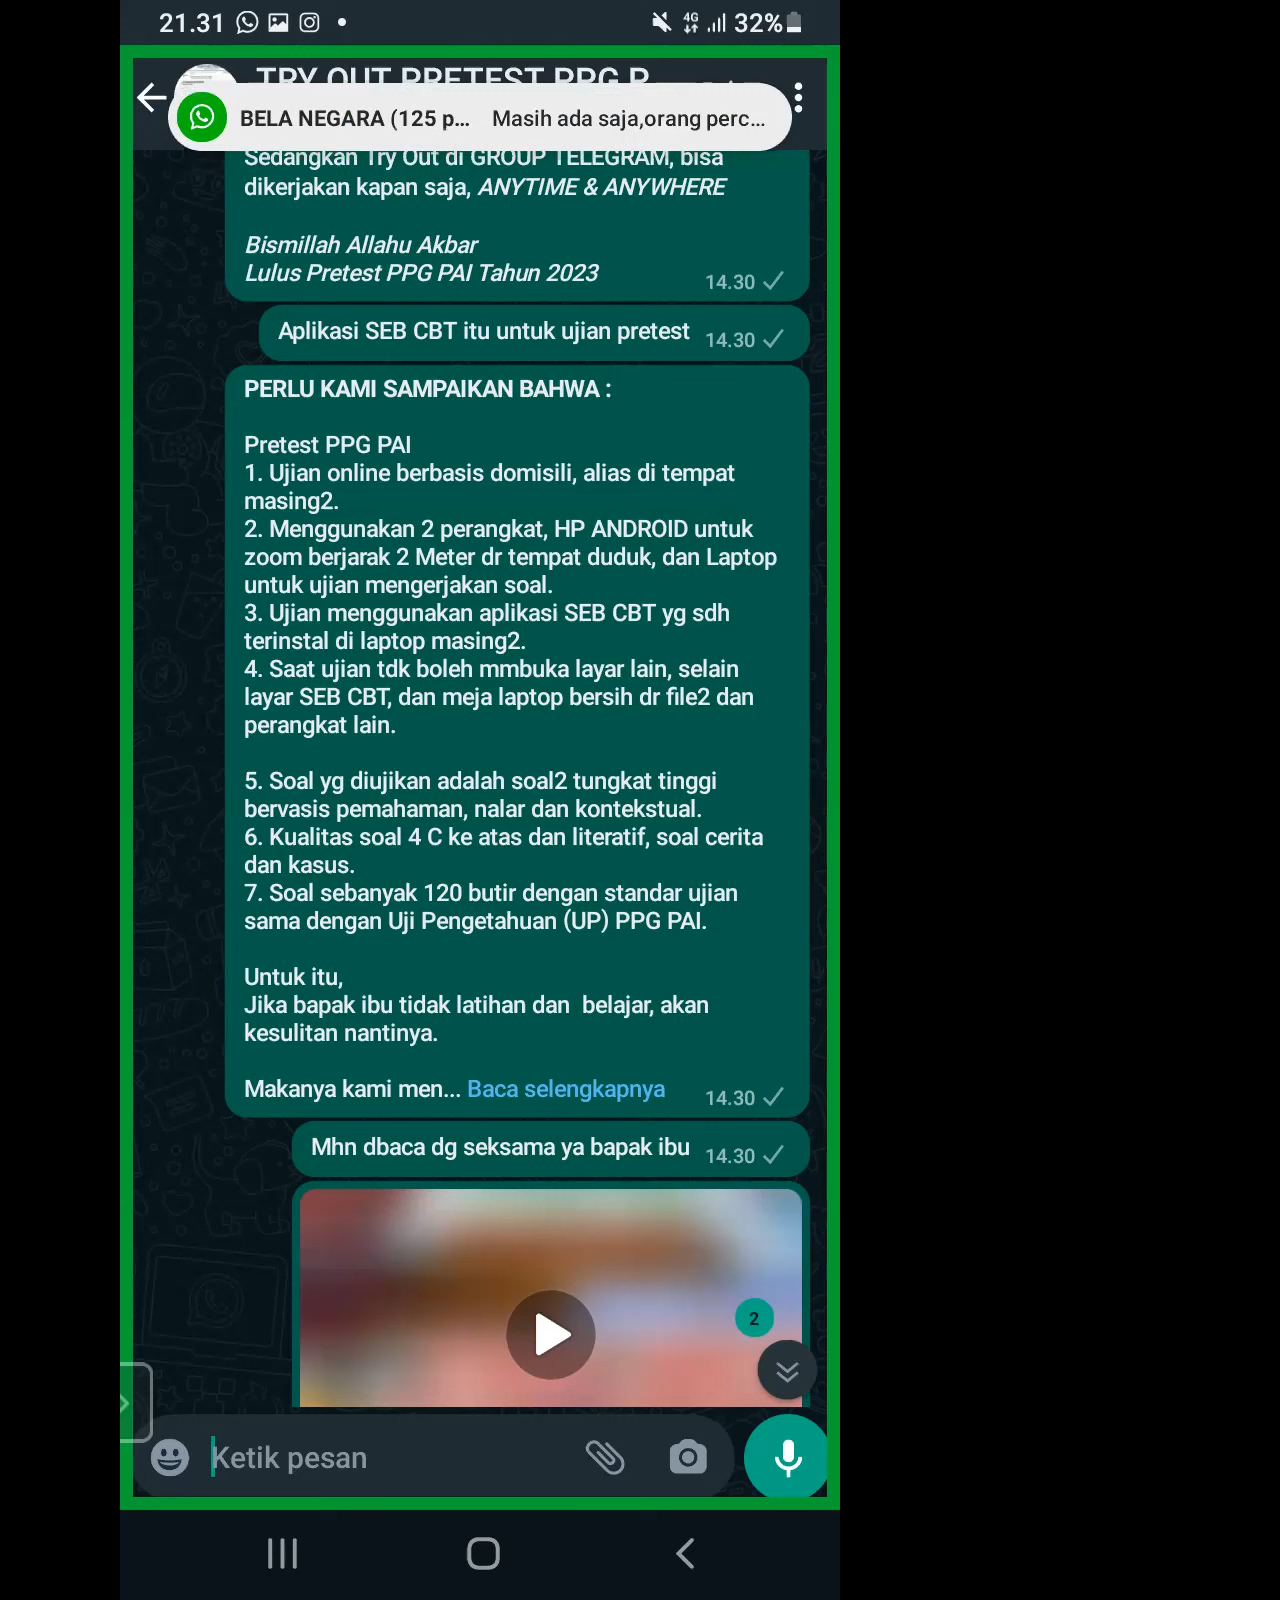 21.31
4G
32%
TRY OUT PRETEST PPG P
BELA NEGARA (125 p... Masih ada saja,orang perc...
Sedangkan Try Out di GROUP TELEGRAM, bisa
dikerjakan kapan saja, ANYTIME & ANYWHERE
Bismillah Allahu Akbar
Lulus Pretest PPG PAI Tahun 2023
14.30
Aplikasi SEB CBT itu untuk ujian pretest
14.30
PERLU KAMI SAMPAIKAN BAHWA :
Pretest PPG PAI
1. Ujian online berbasis domisili, alias di tempat
masing2.
2. Menggunakan 2 perangkat, HP ANDROID untuk
zoom berjarak 2 Meter dr tempat duduk, dan Laptop
untuk ujian mengerjakan soal.
3. Ujian menggunakan aplikasi SEB CBT yg sdh
terinstal di laptop masing2.
4. Saat ujian tdk boleh mmbuka layar lain, selain
layar SEB CBT, dan meja laptop bersih dr file2 dan
perangkat lain.
5. Soal yg diujikan adalah soal2 tungkat tinggi
bervasis pemahaman, nalar dan kontekstual.
6. Kualitas soal 4 C ke atas dan literatif, soal cerita
dan kasus.
7. Soal sebanyak 120 butir dengan standar ujian
sama dengan Uji Pengetahuan (UP) PPG PAI.
Untuk itu,
Jika bapak ibu tidak latihan dan  belajar, akan
kesulitan nantinya.
Makanya kami men... Baca selengkapnya
14.30
Mhn dbaca dg seksama ya bapak ibu
14.30
2
Ketik pesan